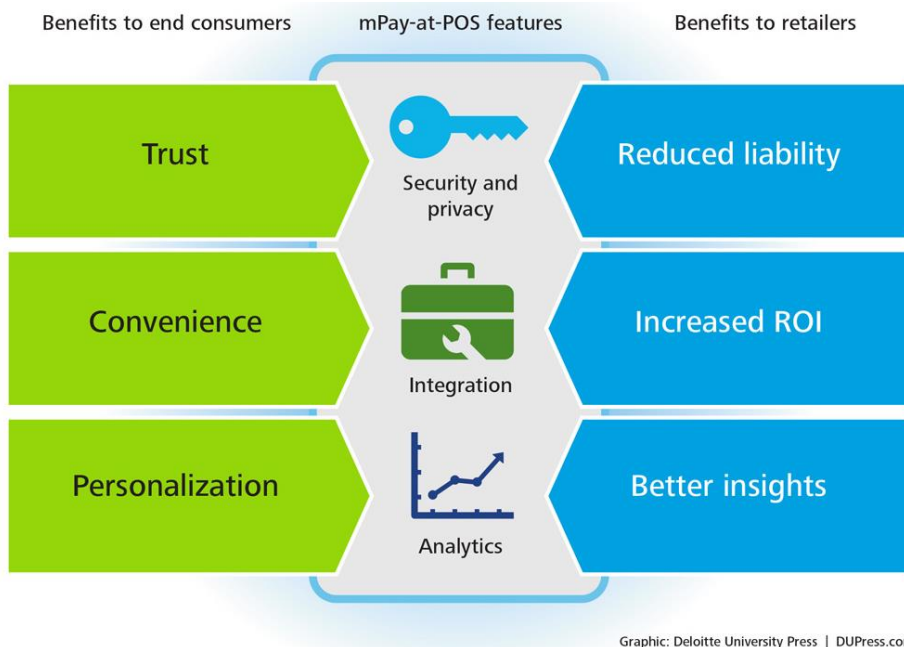 Benefits to end consumers
mPay-at-POS features
Benefits to retailers
Trust
Security and
privacy
Reduced liability
Convenience
Integration
Increased ROI
Personalization
Analytics
Better insights
Graphic: Deloitte University Press | DUPress.com